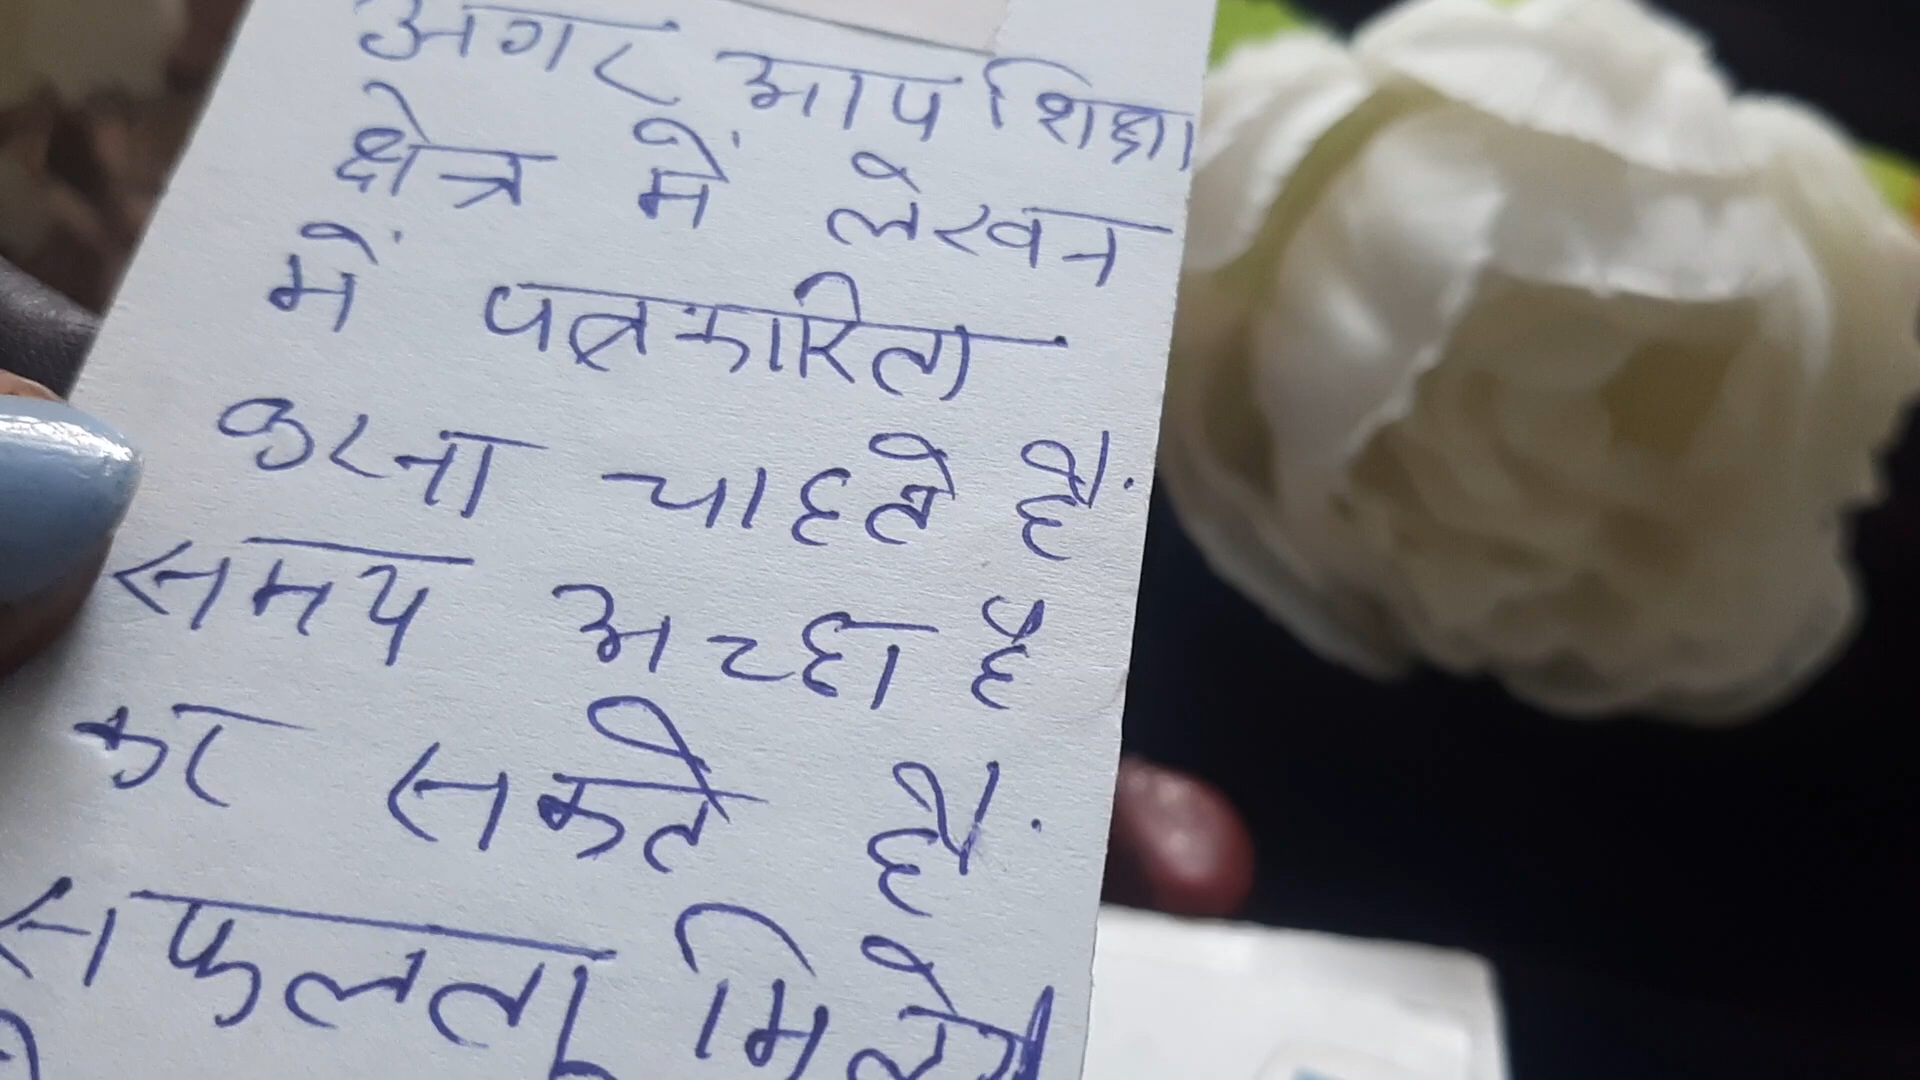 अगर आप शिक्षा
क्षेत्र में लेखन
में पत्रकारिता
करना चाहते हैं
समय अच्छा है
कर सकते हैं
सफलता मिलेगी